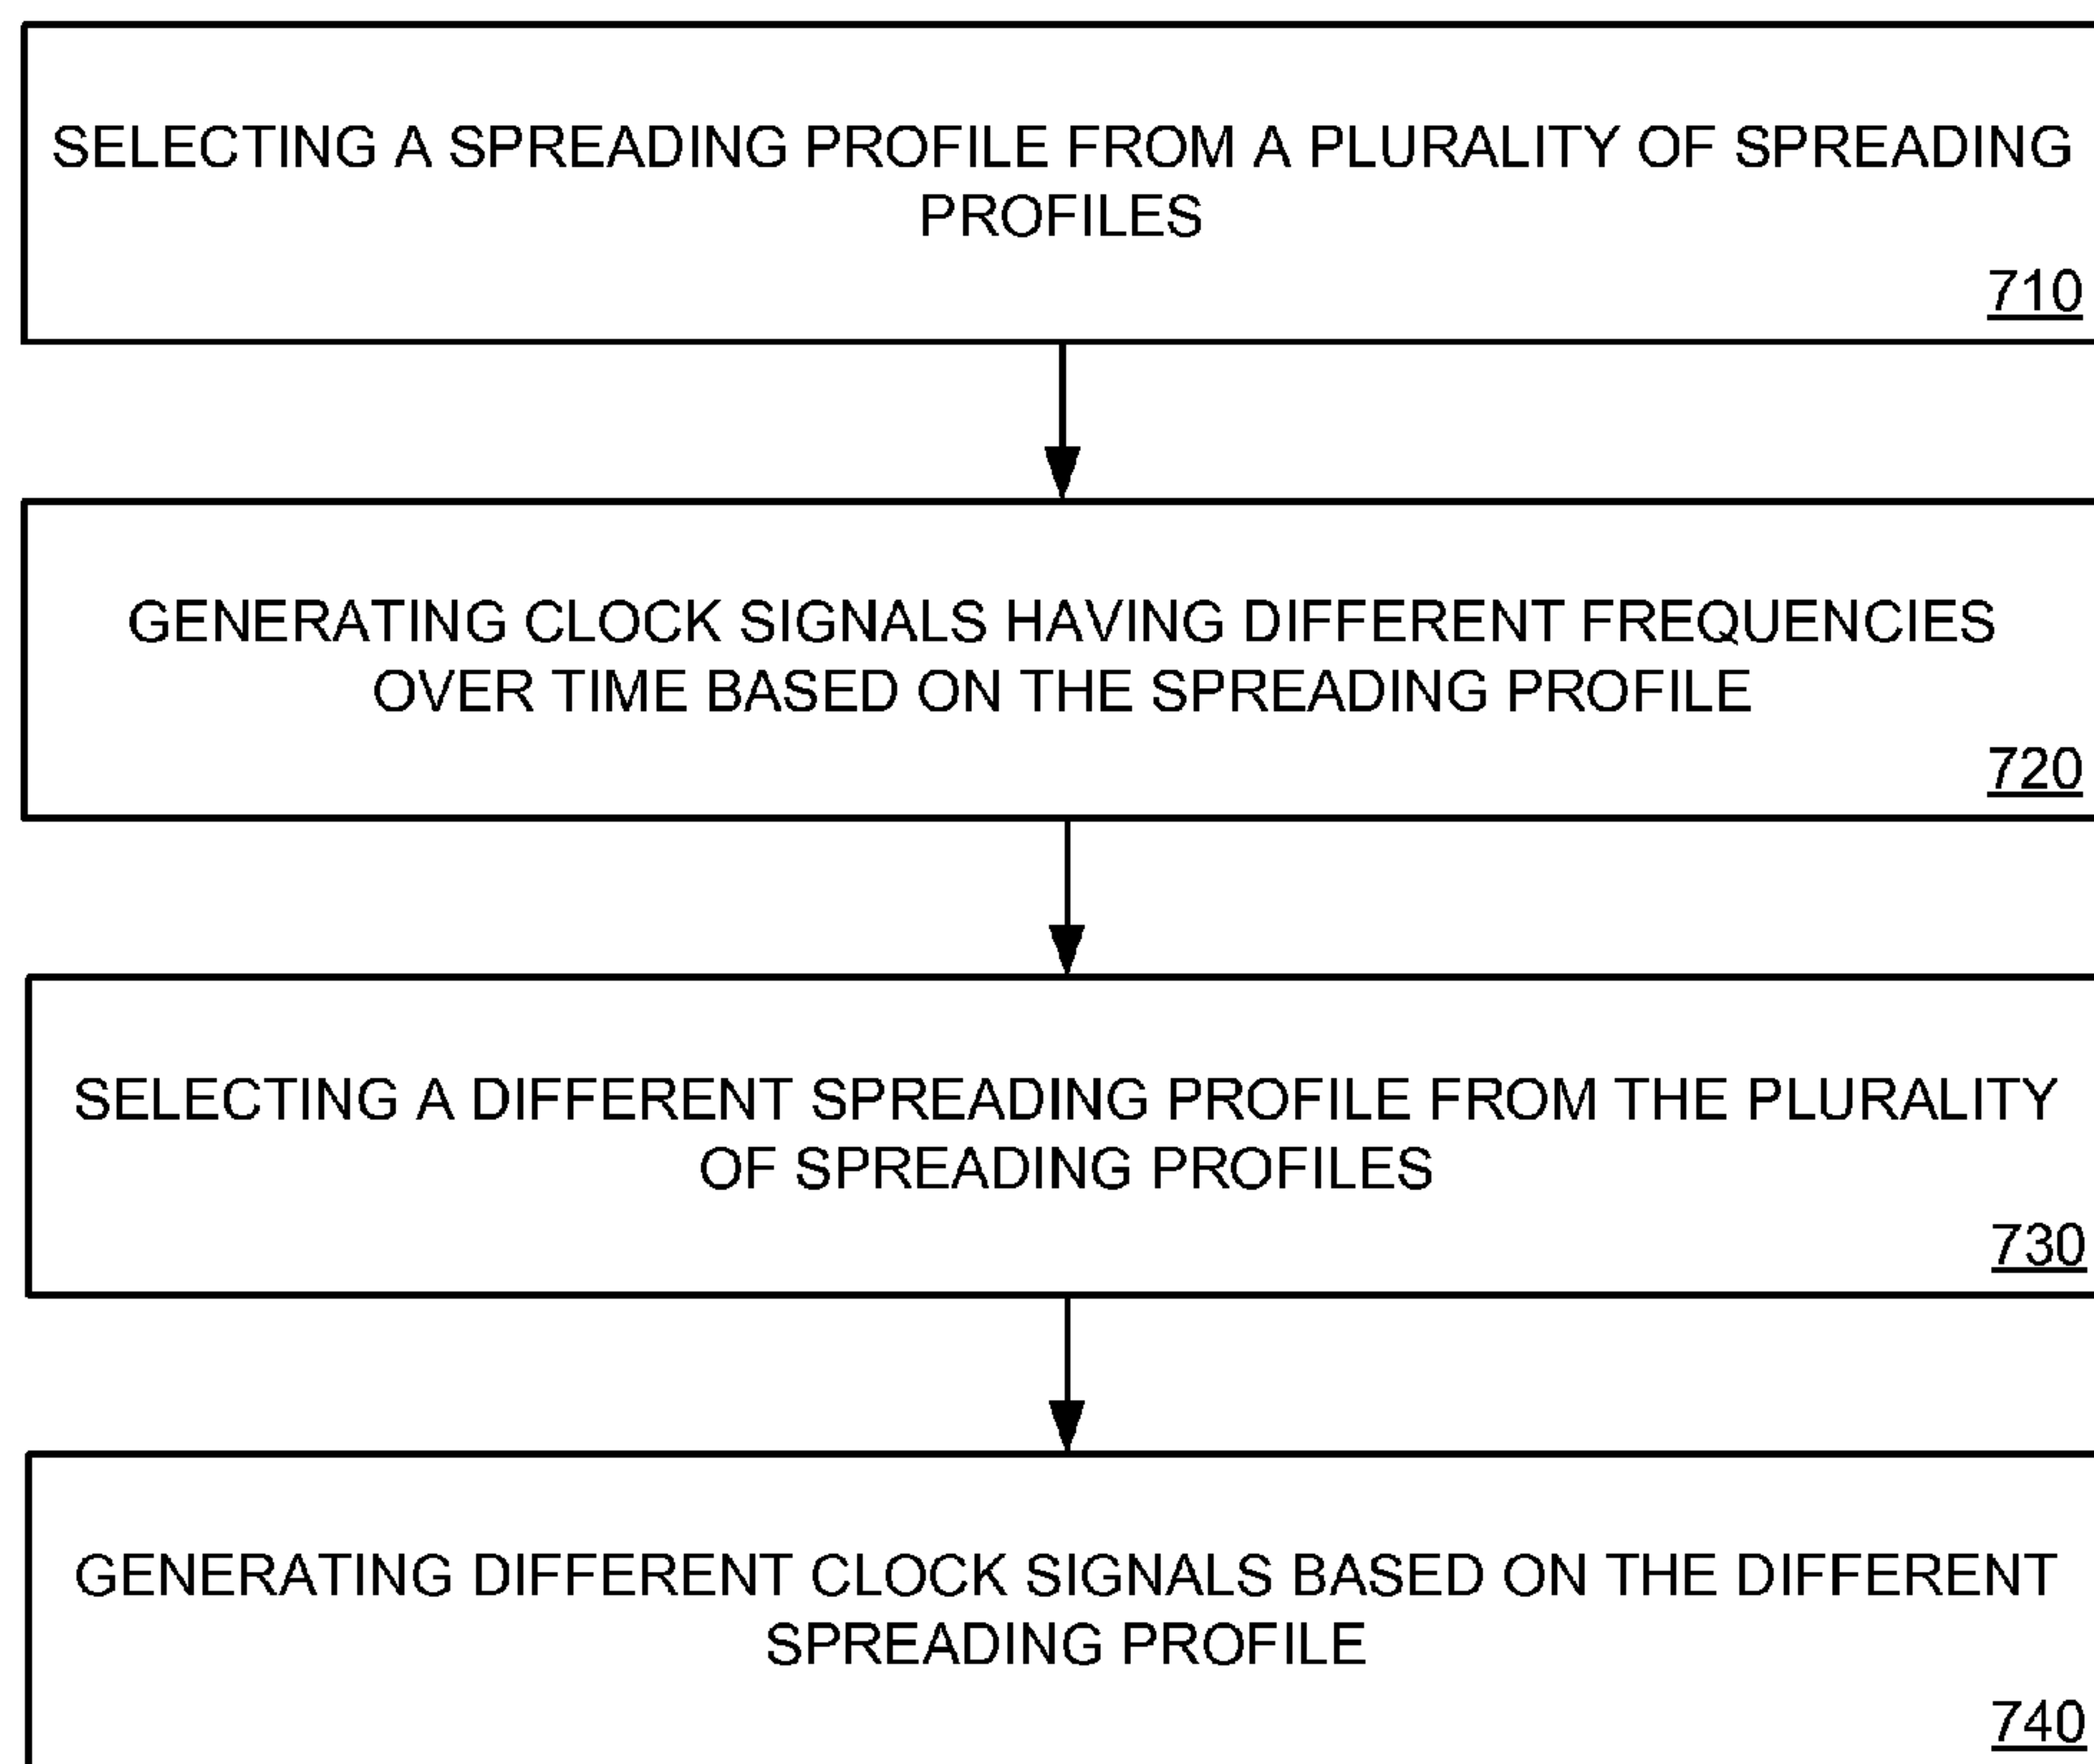 SELECTING A SPREADING PROFILE FROM A PLURALITY OF SPREADING
PROFILES
710
GENERATING CLOCK SIGNALS HAVING DIFFERENT FREQUENCIES
OVER TIME BASED ON THE SPREADING PROFILE
720
SELECTING A DIFFERENT SPREADING PROFILE FROM THE PLURALITY
OF SPREADING PROFILES
730
GENERATING DIFFERENT CLOCK SIGNALS BASED ON THE DIFFERENT
SPREADING PROFILE
740